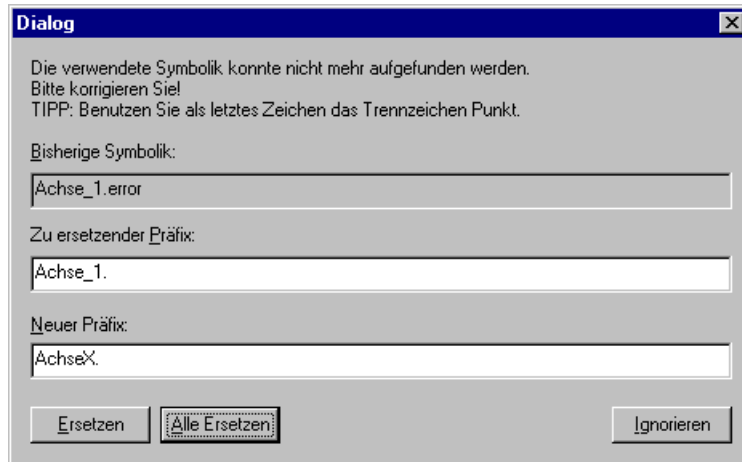 Dialog
Die verwendete Symbolik konnte nicht mehr aufgefunden werden.
Bitte korrigieren Sie!
TIPP: Benutzen Sie als letztes Zeichen das Trennzeichen Punkt.
Bisherige Symbolik:
Achse_1.error
Zu ersetzender Präfix:
Achse_1.
Neuer Präfix:
AchseX.
Ersetzen Alle Ersetzen Ignorieren